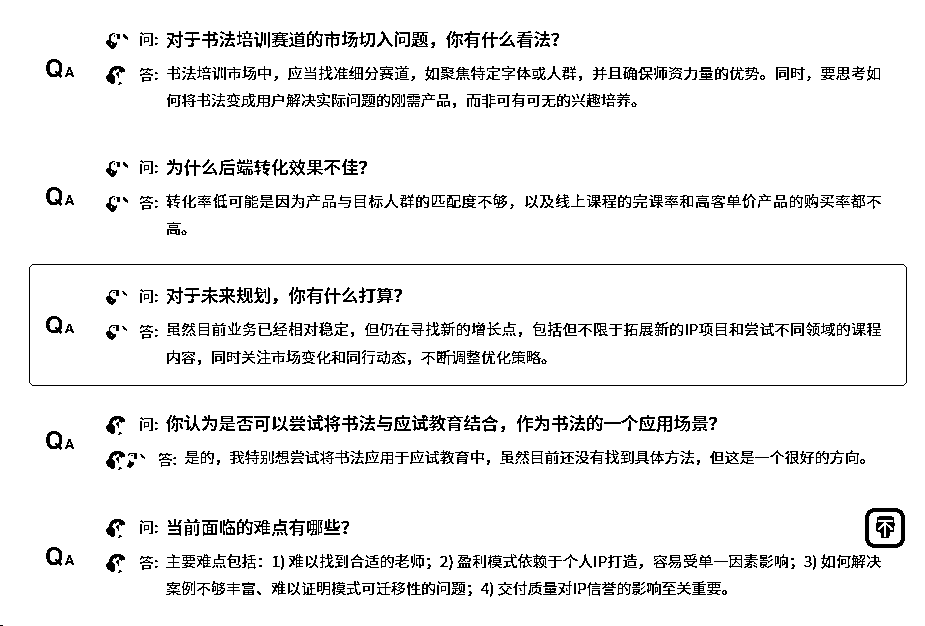 问: 对于书法培训赛道的市场切入问题，你有什么看法？
QA
答: 书法培训市场中，应当找准细分赛道，如聚焦特定字体或人群，并且确保师资力量的优势。同时，要思考如
何将书法变成用户解决实际问题的刚需产品，而非可有可无的兴趣培养。
问: 为什么后端转化效果不佳？
QA
答: 转化率低可能是因为产品与目标人群的匹配度不够，以及线上课程的完课率和高客单价产品的购买率都不
高。
问: 对于未来规划，你有什么打算？
QA
答: 虽然目前业务已经相对稳定，但仍在寻找新的增长点，包括但不限于拓展新的IP项目和尝试不同领域的课程
内容，同时关注市场变化和同行动态，不断调整优化策略。
问: 你认为是否可以尝试将书法与应试教育结合，作为书法的一个应用场景？
QA
答: 是的，我特别想尝试将书法应用于应试教育中，虽然目前还没有找到具体方法，但这是一个很好的方向。
问: 当前面临的难点有哪些？
QA
答: 主要难点包括：1) 难以找到合适的老师；2) 盈利模式依赖于个人IP打造，容易受单一因素影响；3) 如何解决
案例不够丰富、难以证明模式可迁移性的问题；4) 交付质量对IP信誉的影响至关重要。